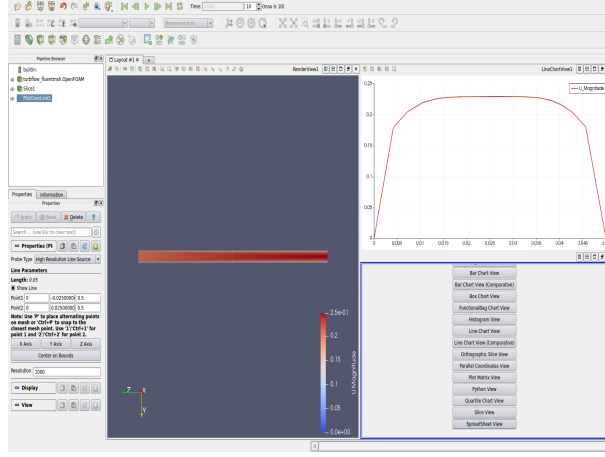 Time:
10 (max is 10)
Representation
Pipeline Browser
builtin:
turbflow_fluentmsh.OpenFOAM
Slice1
PlotOverLine1
Properties Information
Properties
Apply Reset Delete ?
Search ... (use Esc to clear text)
Properties (Pl
Probe Type High Resolution Line Source
Line Parameters
Length: 0.05
Show Line
Point1 0 -0.0250000 0.5
Point2 0 0.0250000 0.5
Note: Use 'P' to place alternating points
on mesh or 'Ctrl+P' to snap to the
closest mesh point. Use '1'/'Ctrl+1' for
point 1 and '2'/'Ctrl+2' for point 2.
X Axis Y Axis Z Axis
Center on Bounds
Resolution 1000
Display
View
Layout #1 × +
RenderView1
2.5e-01
0.2
0.15
0.1
0.05
0.0e+00
U Magnitude
Z X
Y
LineChartView1
U_Magnitude
0.25
0.2
0.15
0.1
0.05
0
0 0.005 0.01 0.015 0.02 0.03 0.04
Bar Chart View
Bar Chart View (Comparative)
Box Chart View
FunctionalBag Chart View
Histogram View
Line Chart View
Line Chart View (Comparative)
Orthographic Slice View
Parallel Coordinates View
Plot Matrix View
Python View
Quartile Chart View
Slice View
SpreadSheet View